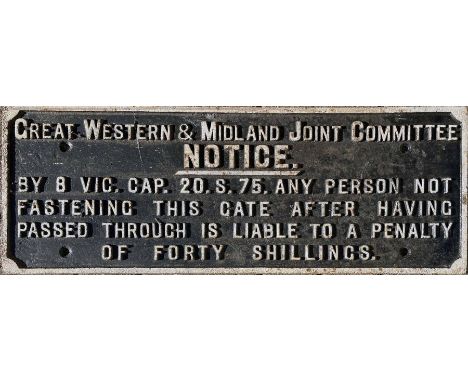 GREAT WESTERN & MIDLAND JOINT COMMITTEE
NOTICE.
BY 8 VIC. CAP. 20. S. 75. ANY PERSON NOT
FASTENING THIS GATE AFTER HAVING
PASSED THROUGH IS LIABLE TO A PENALTY
OF FORTY SHILLINGS.